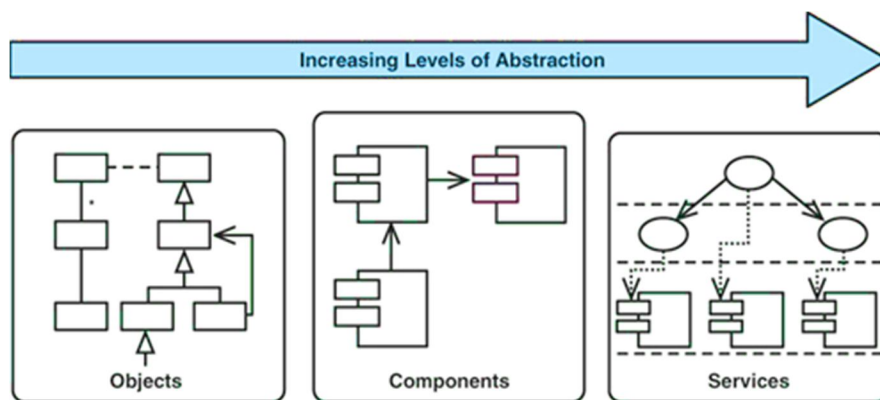 Increasing Levels of Abstraction
Objects
Components
Services